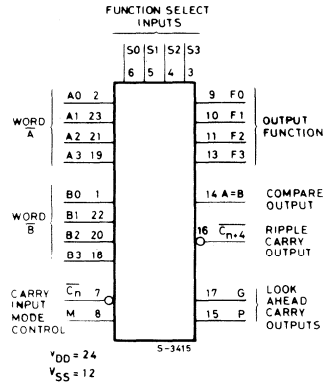 FUNCTION SELECT
INPUTS
S0 S1 S2 S3
6 5 4 3
A0 2
A1 23
A2 21
A3 19
WORD
A̅
B0 1
B1 22
B2 20
B3 18
WORD
B̅
CARRY
INPUT
C̅n̅ 7
MODE
CONTROL
M 8
9 F0
10 F1
11 F2
13 F3
OUTPUT
FUNCTION
14 A=B
COMPARE
OUTPUT
16 C̅n̅+̅4̅
RIPPLE
CARRY
OUTPUT
17 G
15 P
LOOK
AHEAD
CARRY
OUTPUTS
S-3415
VDD = 24
VSS = 12